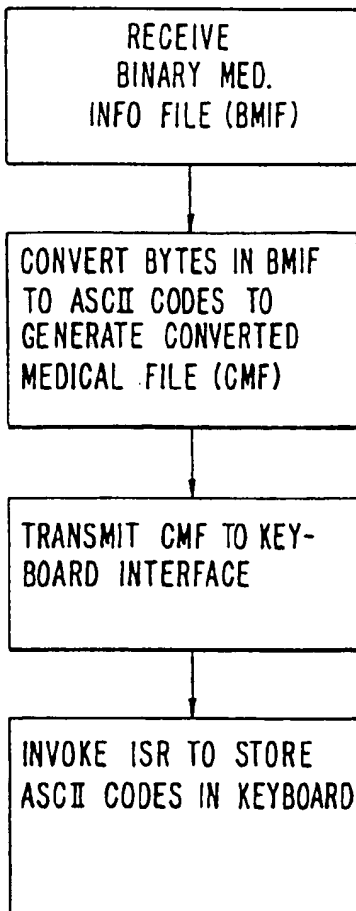 RECEIVE
BINARY MED.
INFO FILE (BMIF)
CONVERT BYTES IN BMIF
TO ASCII CODES TO
GENERATE CONVERTED
MEDICAL FILE (CMF)
TRANSMIT CMF TO KEY-
BOARD INTERFACE
INVOKE ISR TO STORE
ASCII CODES IN KEYBOARD